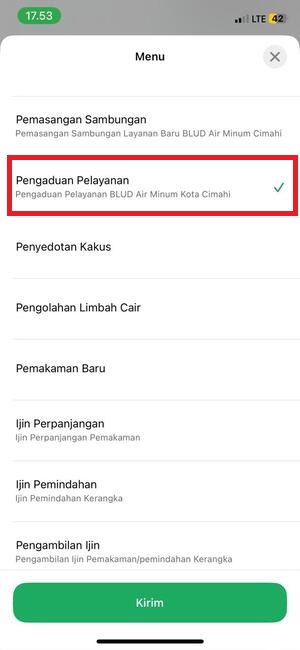 17.53
LTE 42
Menu
Pemasangan Sambungan
Pemasangan Sambungan Layanan Baru BLUD Air Minum Cimahi
Pengaduan Pelayanan
Pengaduan Pelayanan BLUD Air Minum Kota Cimahi
Penyedotan Kakus
Pengolahan Limbah Cair
Pemakaman Baru
Ijin Perpanjangan
Ijin Perpanjangan Pemakaman
Ijin Pemindahan
Ijin Pemindahan Kerangka
Pengambilan Ijin
Pengambilan Ijin Pemakaman/pemindahan Kerangka
Kirim